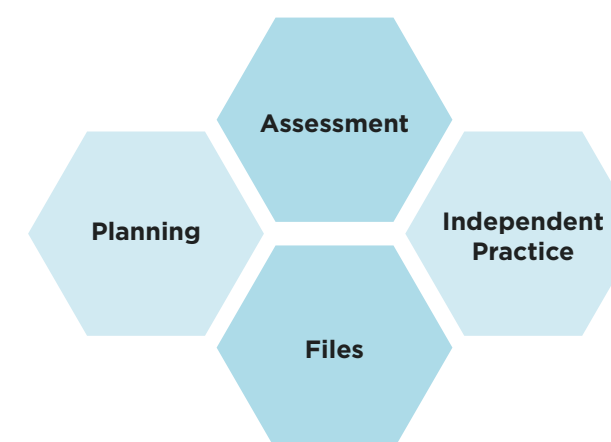 Assessment
Planning
Independent
Practice
Files